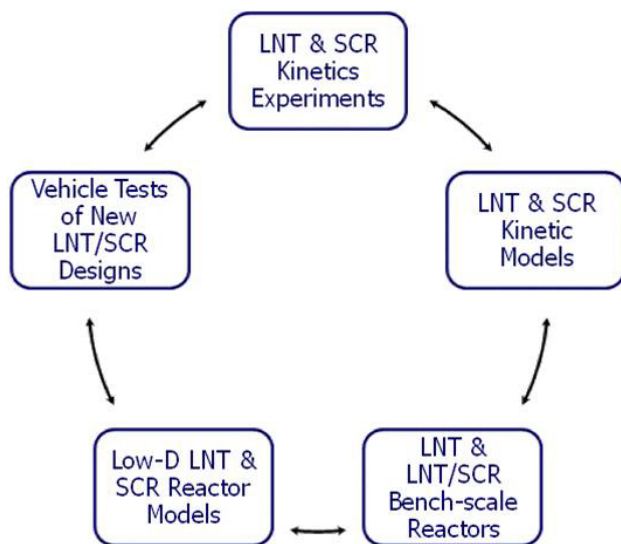 LNT & SCR
Kinetics
Experiments
Vehicle Tests
of New
LNT/SCR
Designs
LNT & SCR
Kinetic
Models
Low-D LNT &
SCR Reactor
Models
LNT &
LNT/SCR
Bench-scale
Reactors